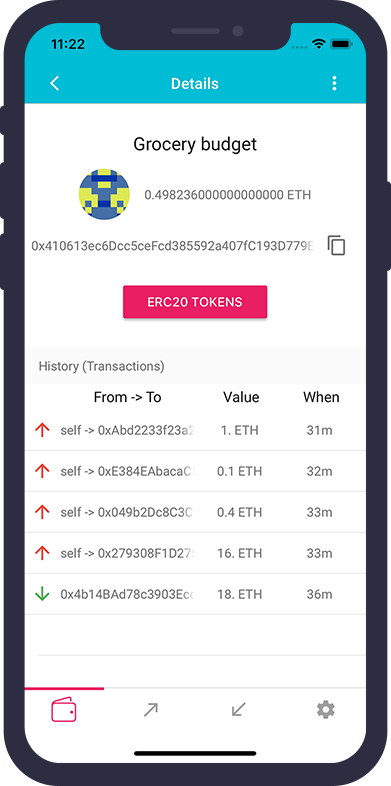 11:22
Details
Grocery budget
0.498236000000000000 ETH
0x410613ec6Dcc5ceFcd385592a407fC193D779E
ERC20 TOKENS
History (Transactions)
From -> To Value When
self -> 0xAbd2233f23a2 1. ETH 31m
self -> 0xE384EAbacaC 0.1 ETH 32m
self -> 0x049b2Dc8C3C 0.4 ETH 33m
self -> 0x279308F1D27 16. ETH 33m
0x4b14BAd78c3903Ecc 18. ETH 36m